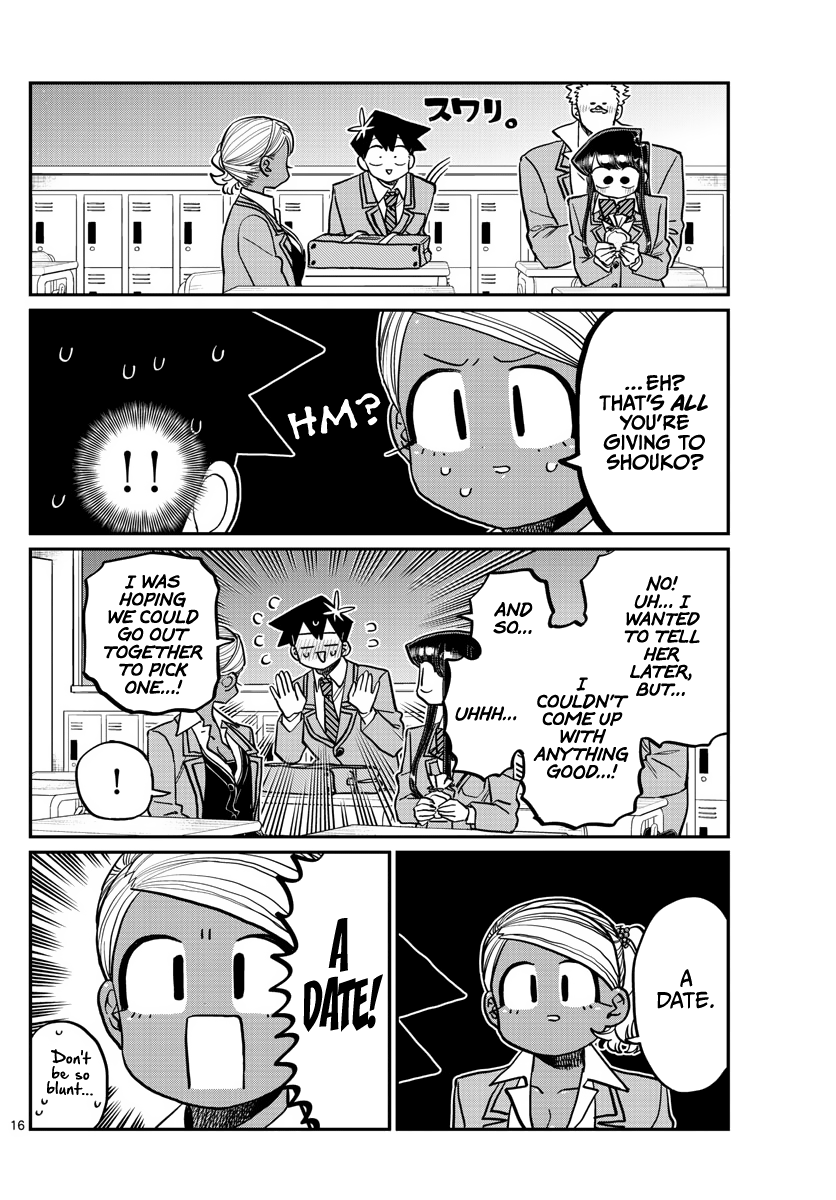 スワリ。
...EH?
THAT'S ALL
YOU'RE
GIVING TO
SHOUKO?
HM?
!!
NO!
UH... I
WANTED
TO TELL
HER
LATER,
BUT...
I
COULDN'T
COME UP
WITH
ANYTHING
GOOD...!
AND
SO...
UHHH...
I WAS
HOPING
WE COULD
GO OUT
TOGETHER
TO PICK
ONE...!
!
A
DATE.
A
DATE!
Don't
be so
blunt...
16